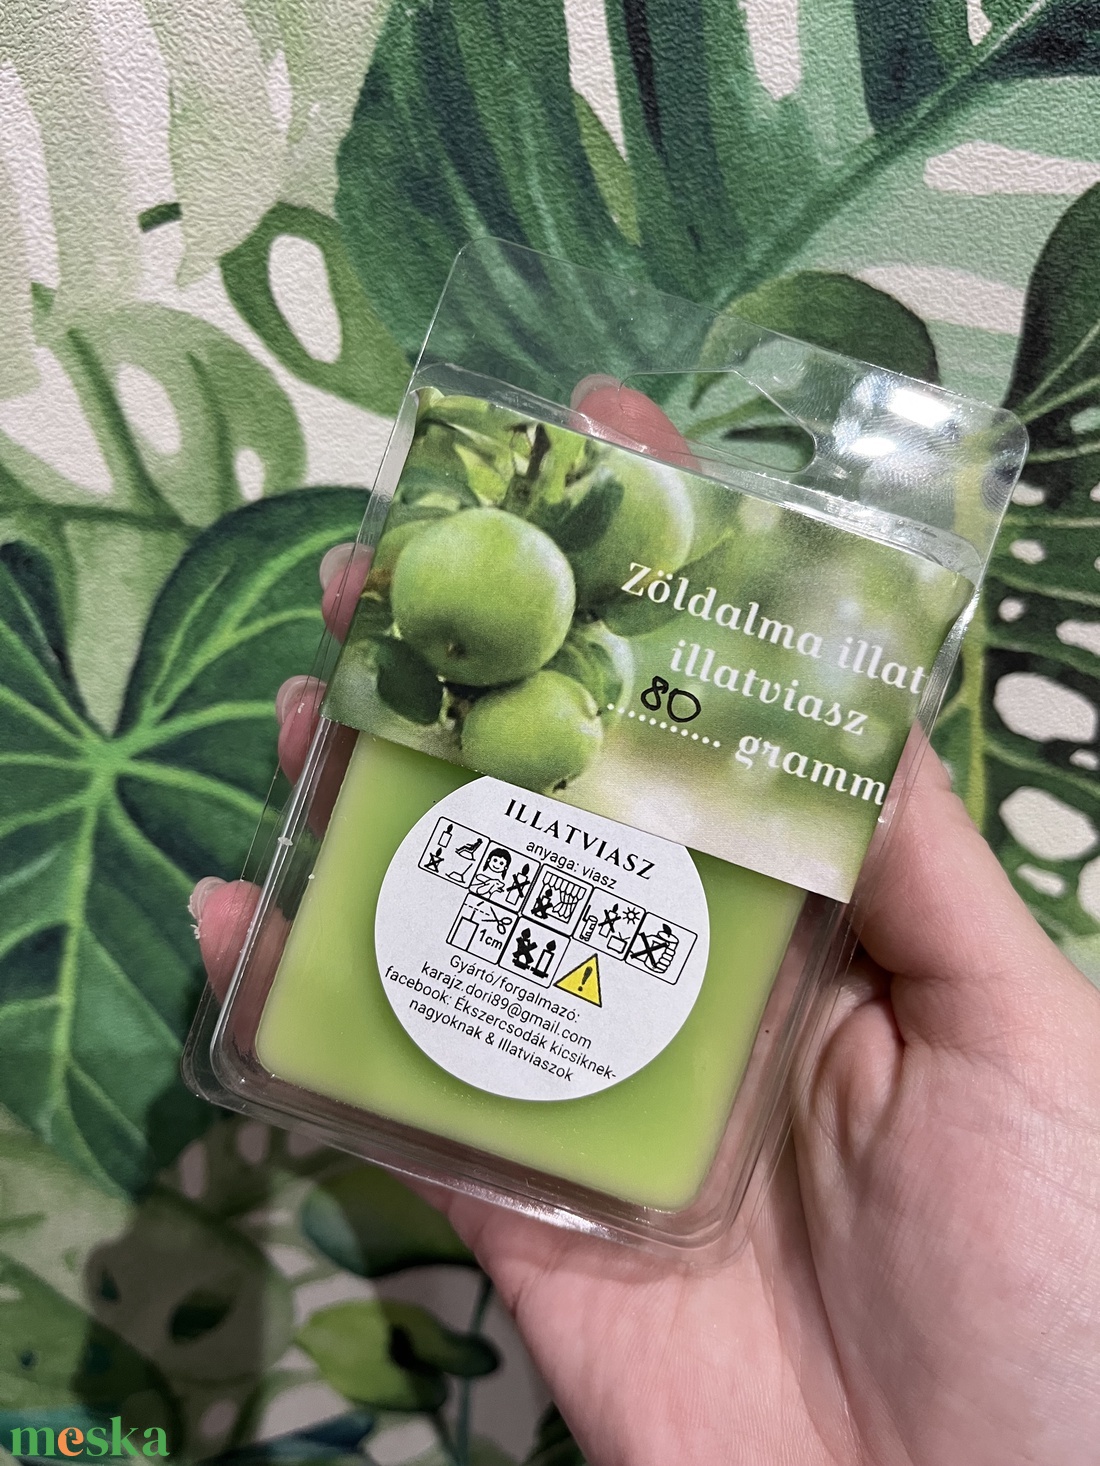 Zöldalma illat
illatviasz
80
............ gramm
ILLATVIASZ
anyaga: viasz
1cm
Gyártó/forgalmazó:
karajz.dori89@gmail.com
facebook: Ékszercsodák kicsiknek-
nagyoknak & Illatviaszok
meska